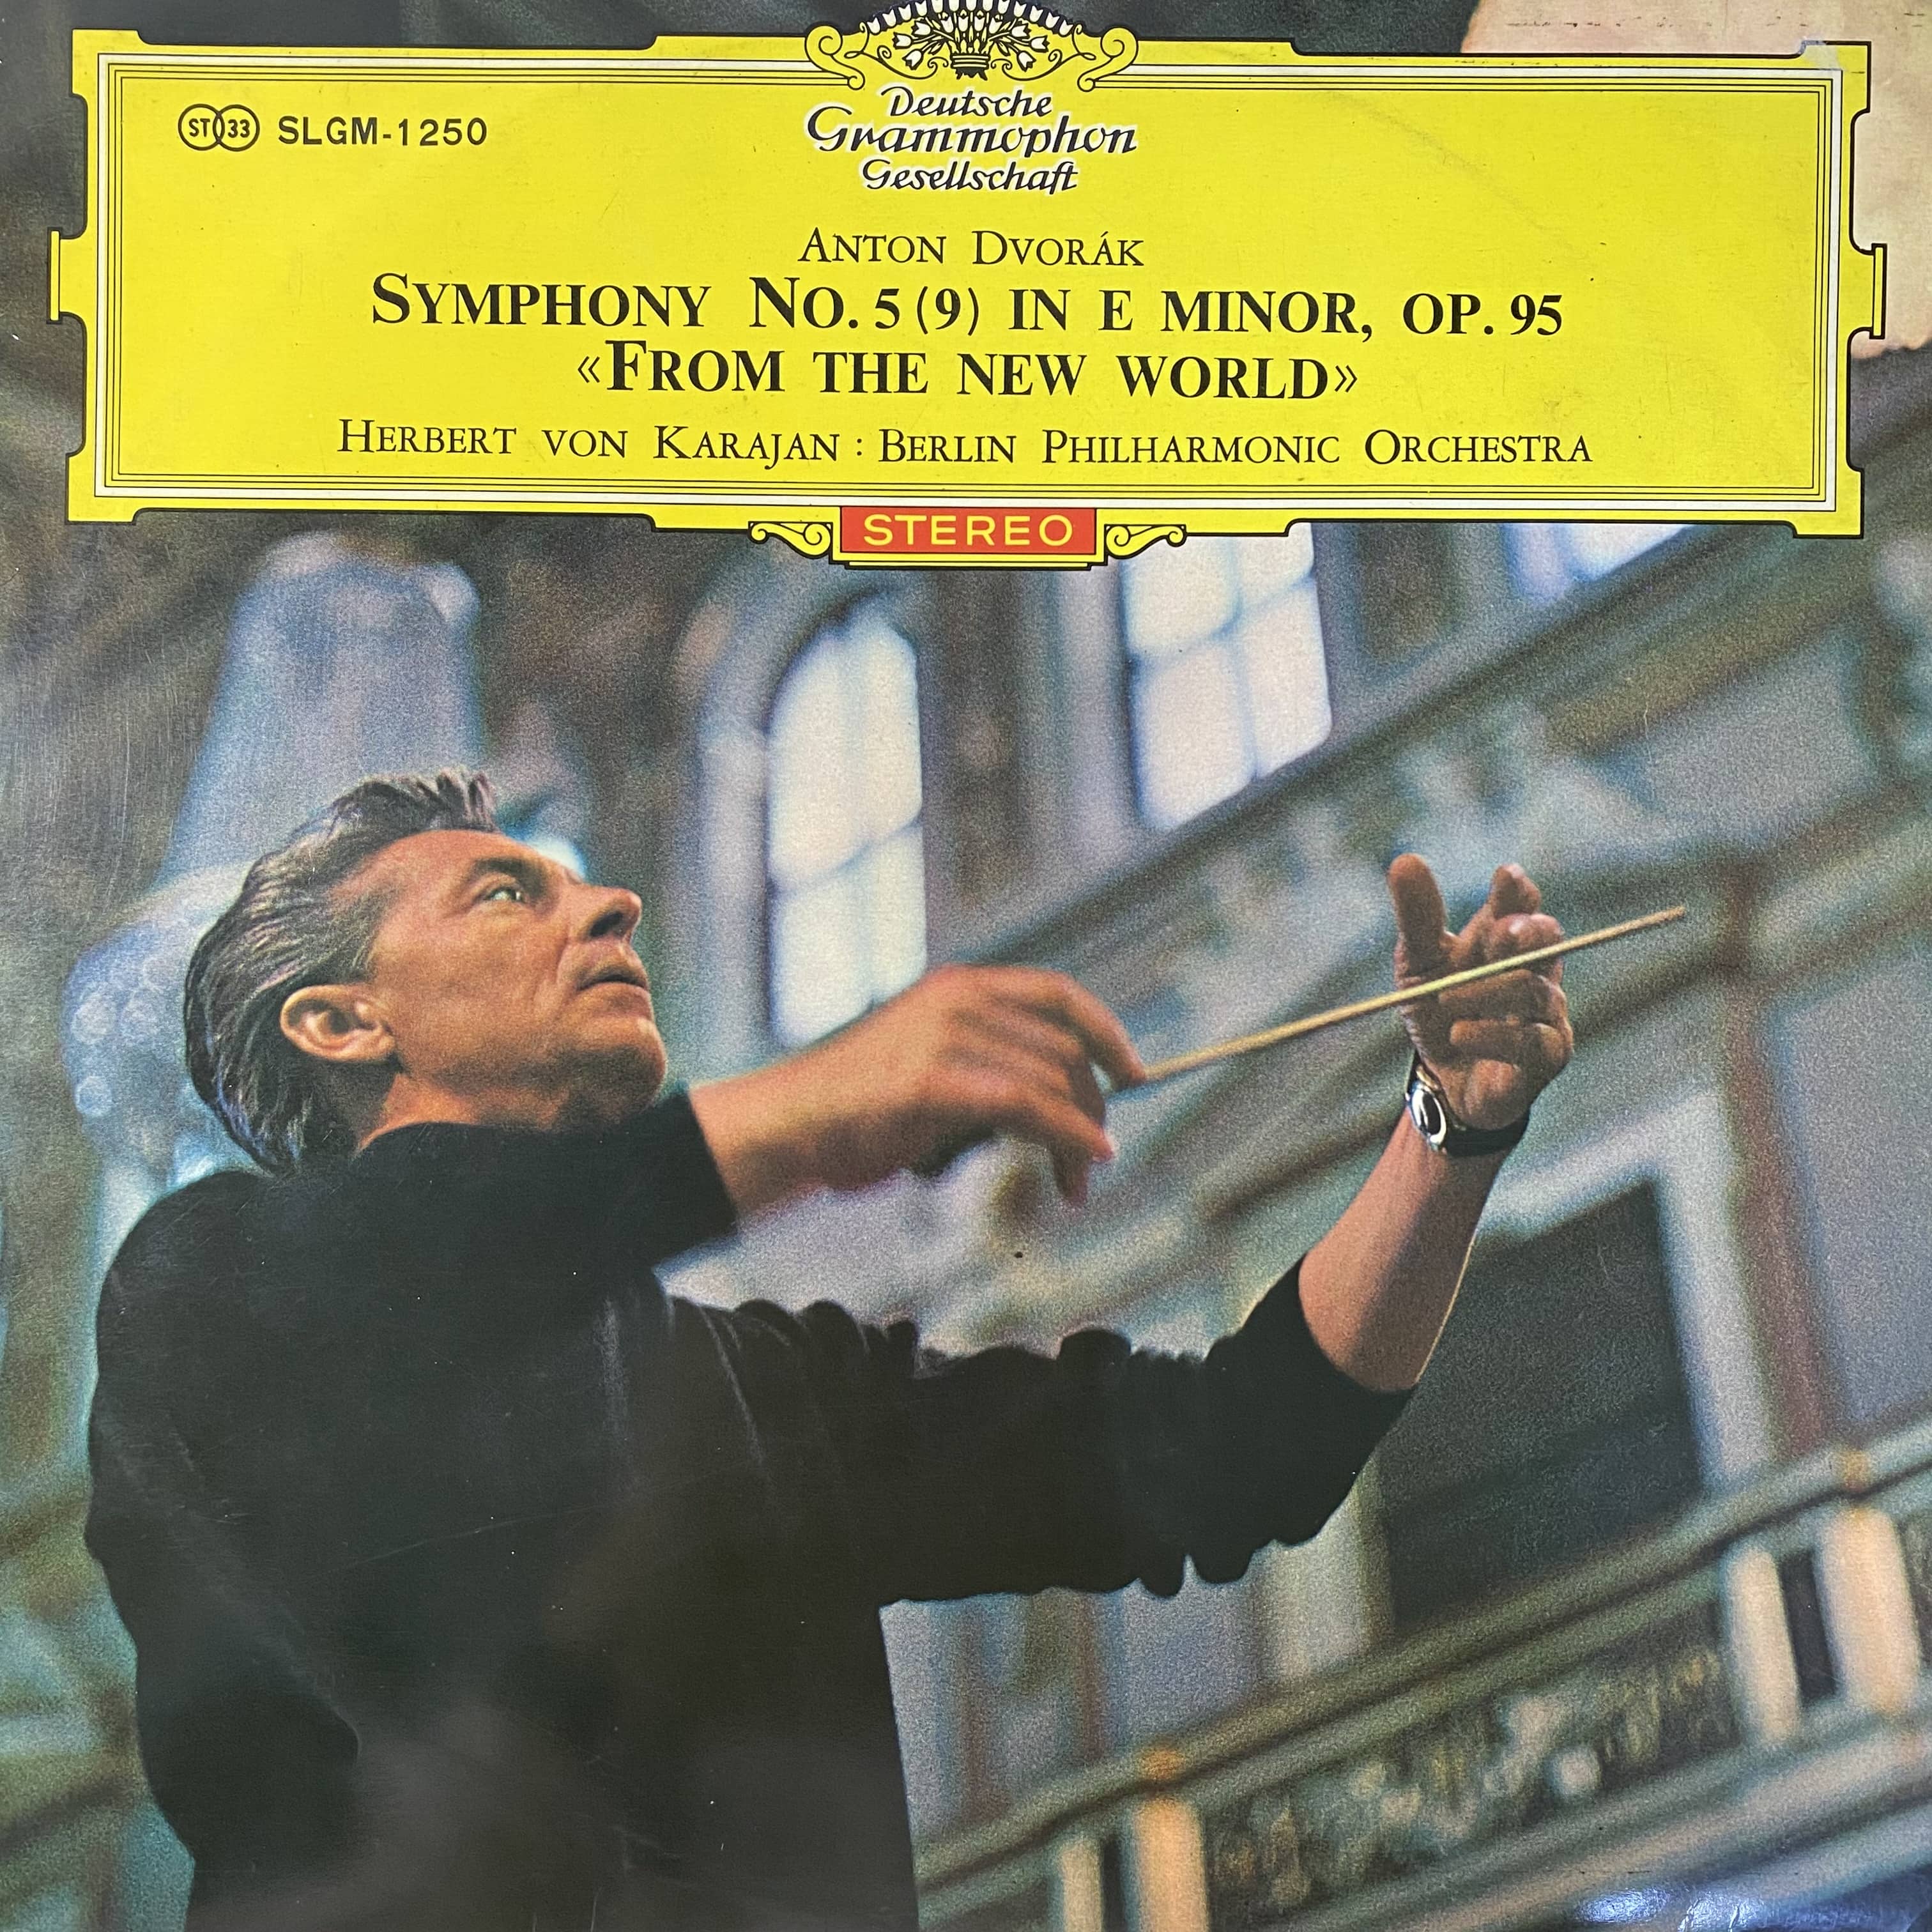 ST 33 SLGM-1250
Deutsche
Grammophon
Gesellschaft
ANTON DVORÁK
SYMPHONY NO. 5 (9) IN E MINOR, OP. 95
«FROM THE NEW WORLD»
HERBERT VON KARAJAN : BERLIN PHILHARMONIC ORCHESTRA
STEREO